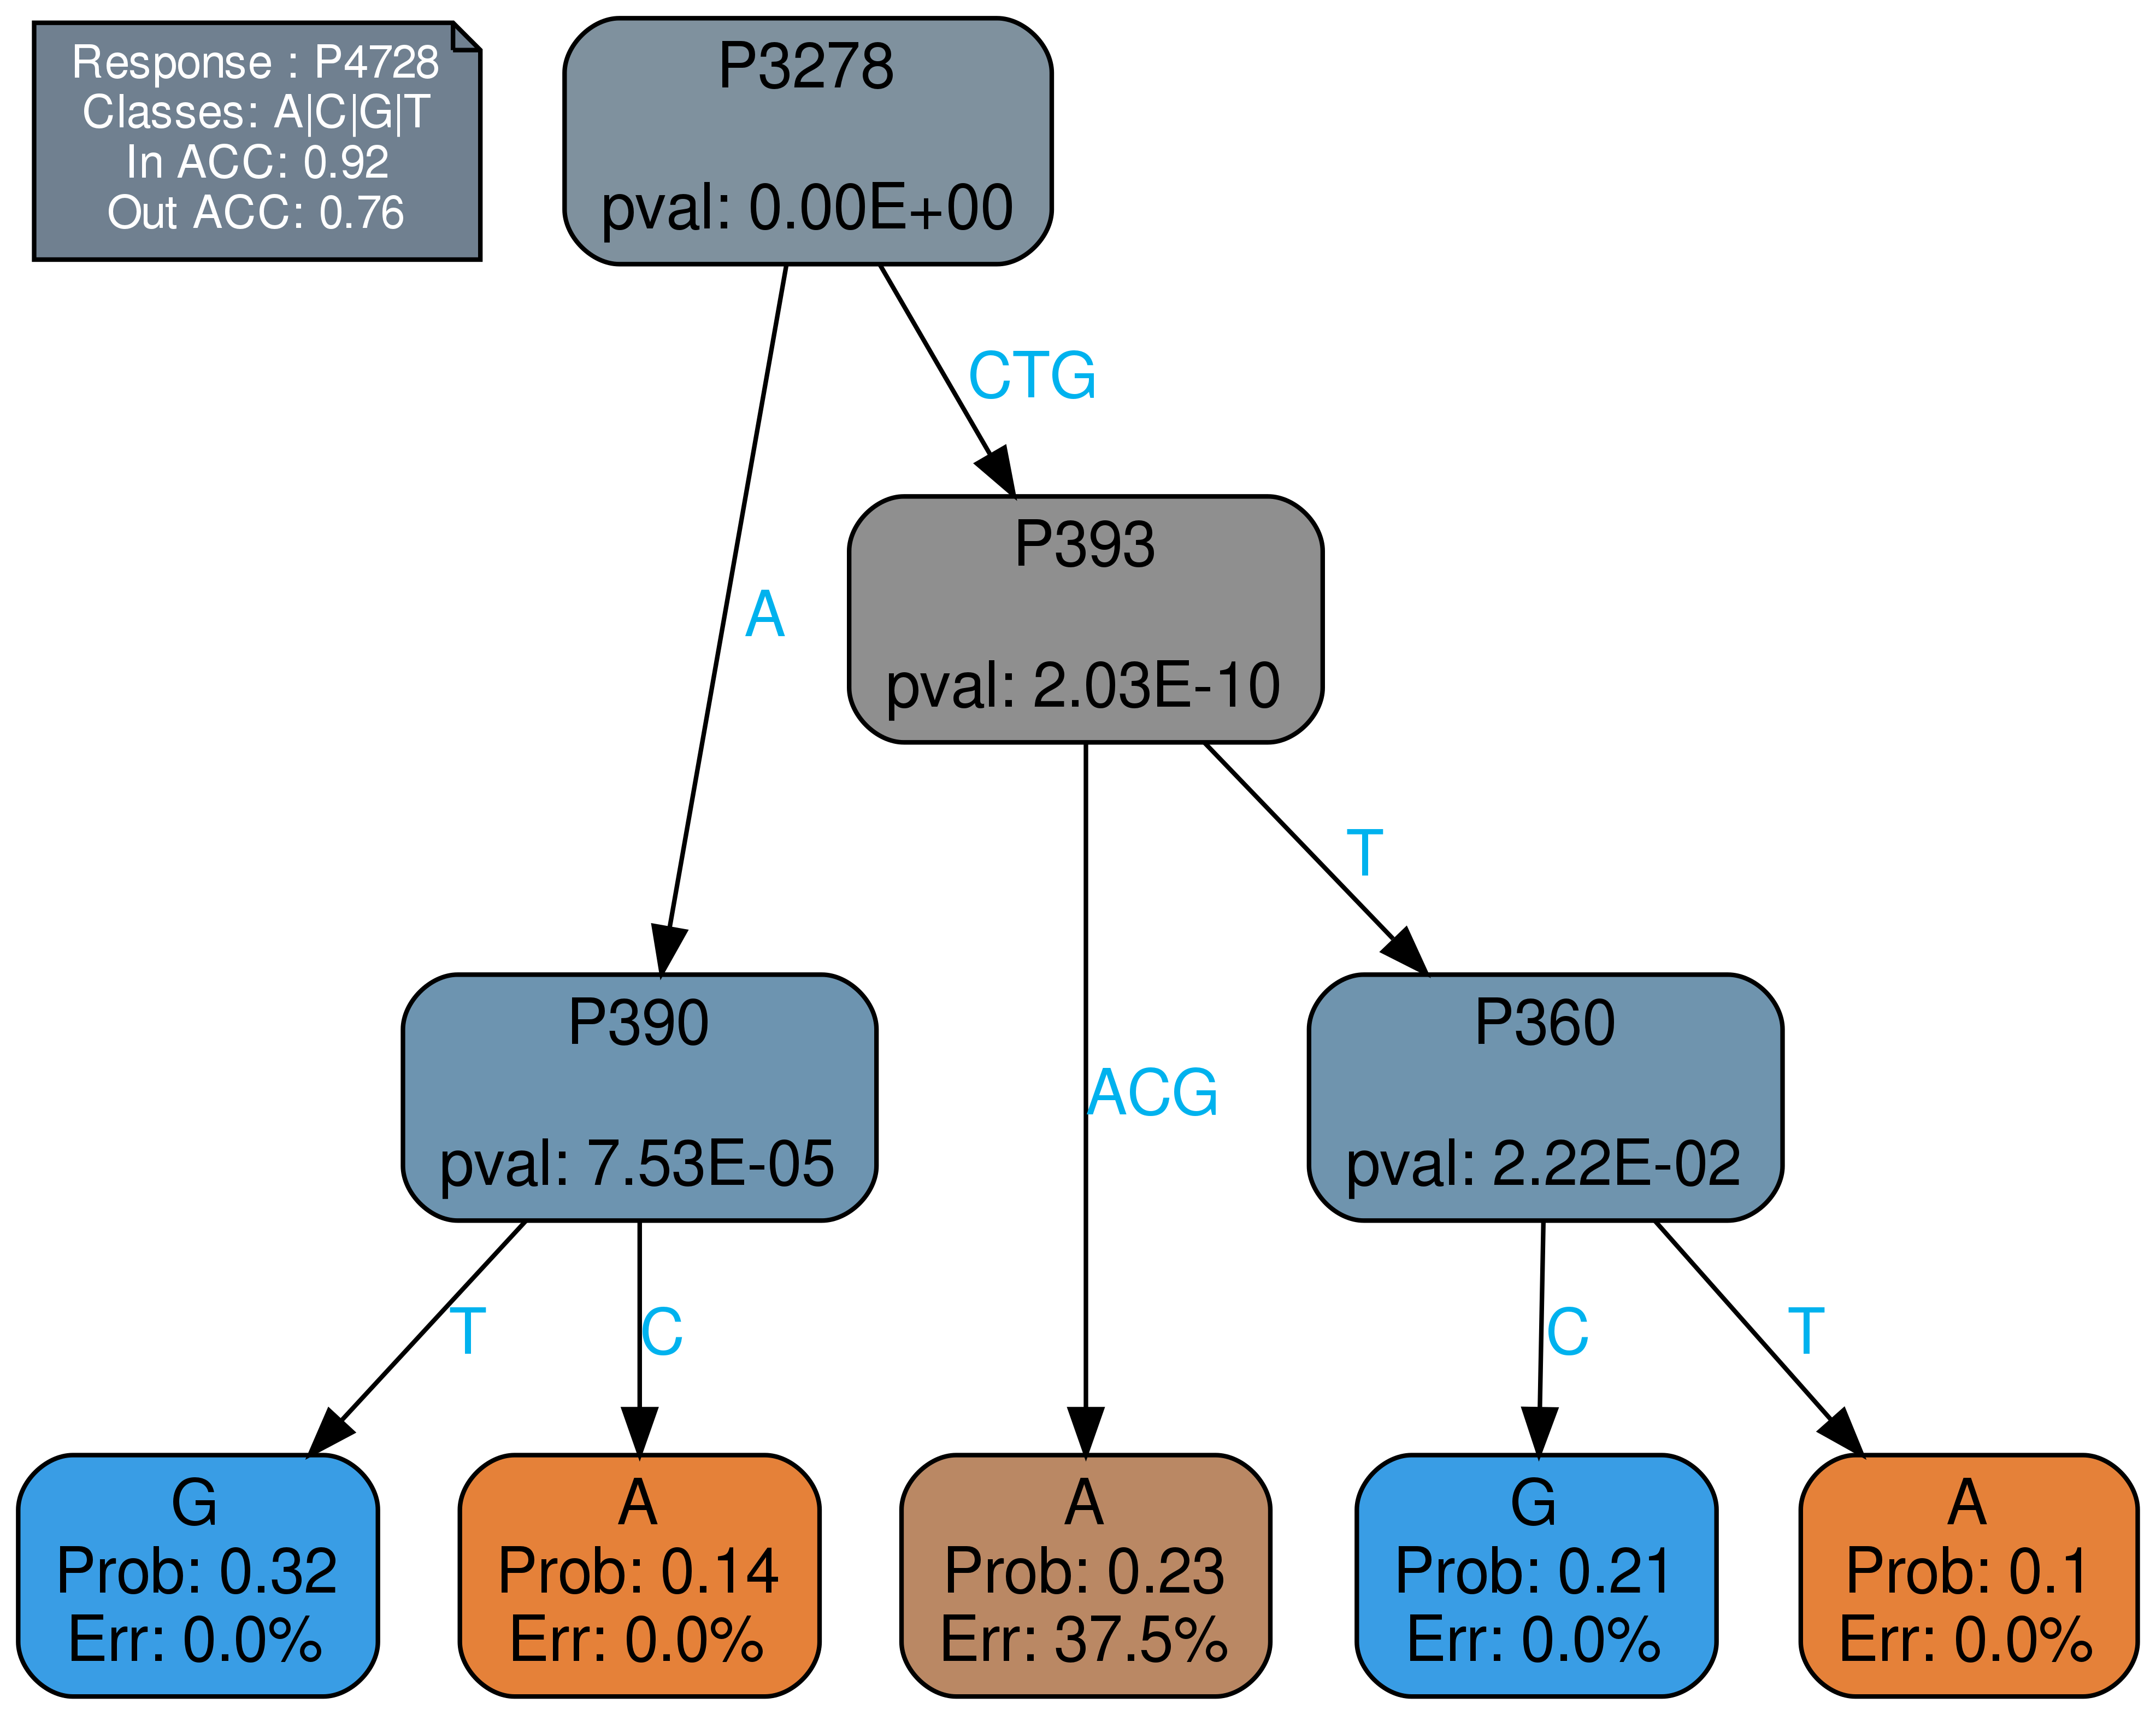 Response : P4728
Classes: A|C|G|T
In ACC: 0.92
Out ACC: 0.76
P3278
pval: 0.00E+00
CTG
A
P393
pval: 2.03E-10
T
ACG
P390
pval: 7.53E-05
P360
pval: 2.22E-02
T
C
C
T
G
Prob: 0.32
Err: 0.0%
A
Prob: 0.14
Err: 0.0%
A
Prob: 0.23
Err: 37.5%
G
Prob: 0.21
Err: 0.0%
A
Prob: 0.1
Err: 0.0%